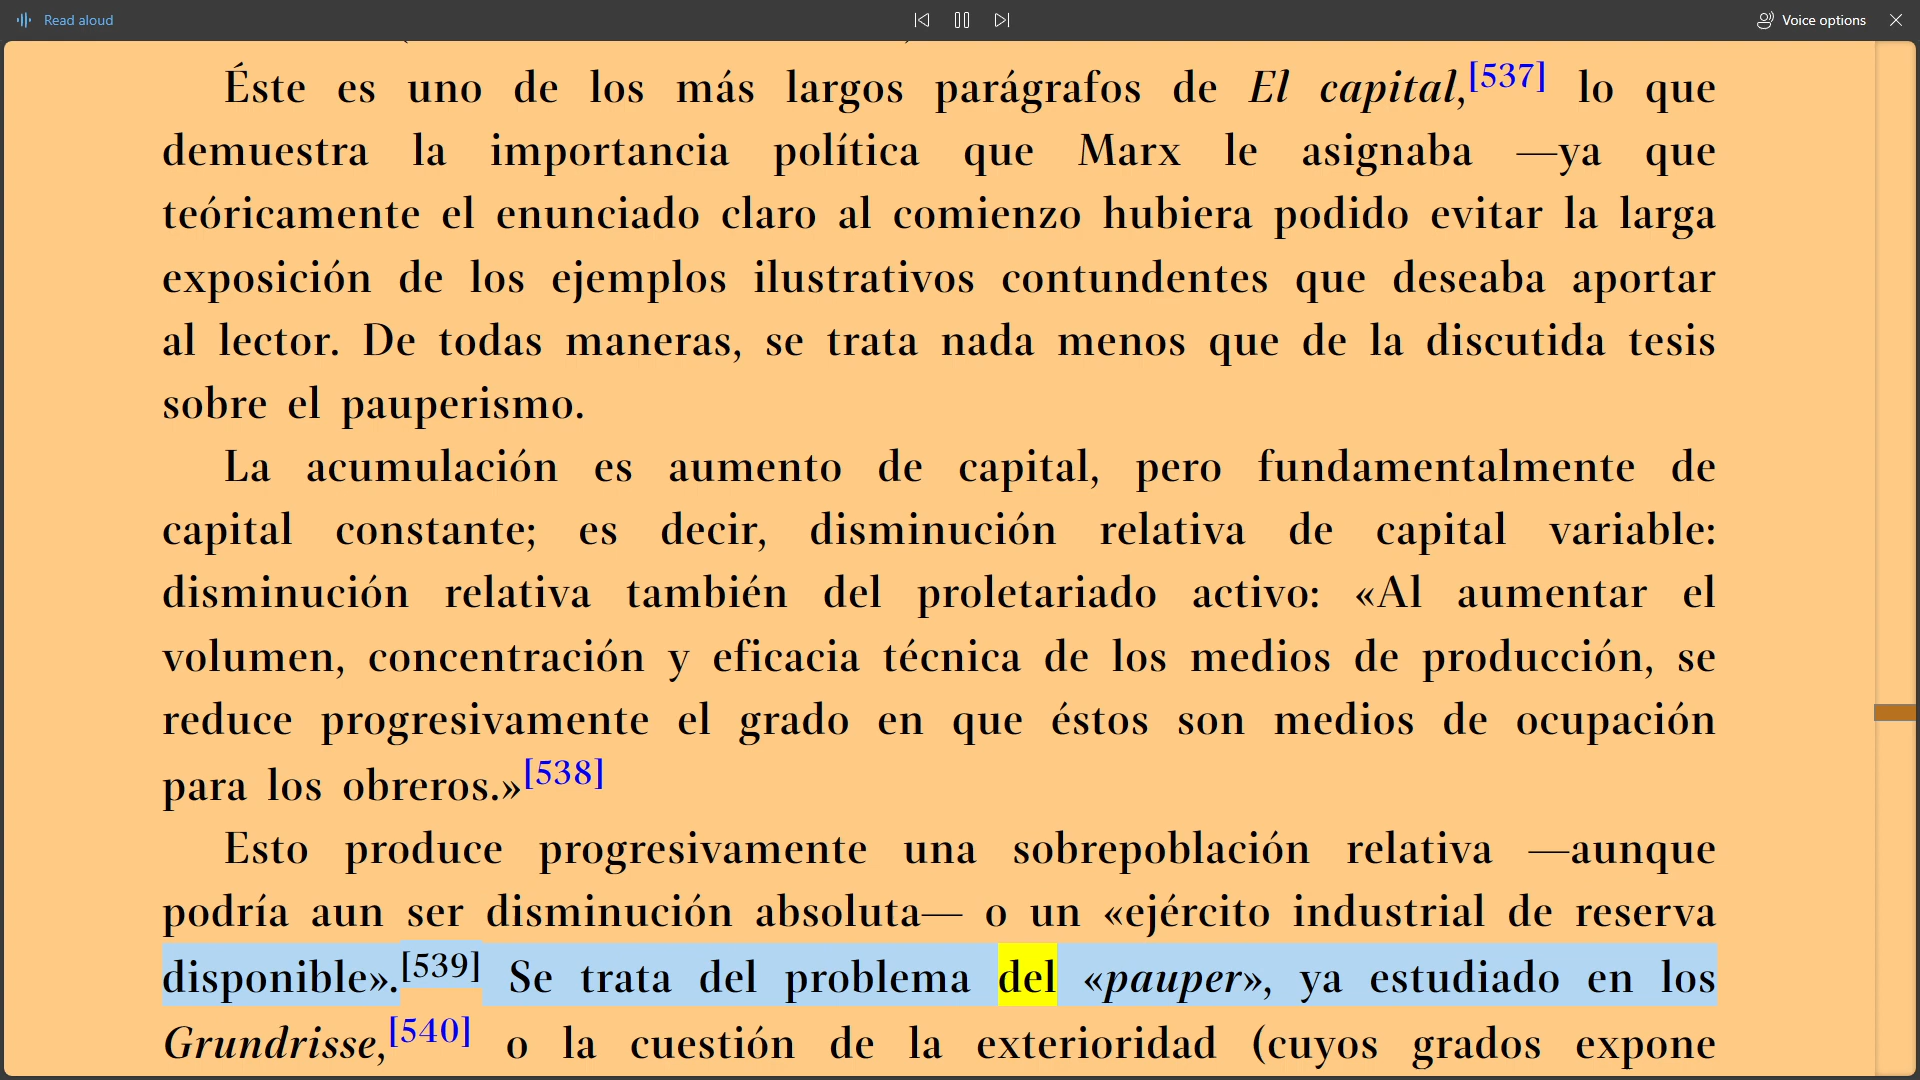 Read aloud
Voice options
Éste es uno de los más largos parágrafos de El capital,[537] lo que
demuestra la importancia política que Marx le asignaba —ya que
teóricamente el enunciado claro al comienzo hubiera podido evitar la larga
exposición de los ejemplos ilustrativos contundentes que deseaba aportar
al lector. De todas maneras, se trata nada menos que de la discutida tesis
sobre el pauperismo.
La acumulación es aumento de capital, pero fundamentalmente de
capital constante; es decir, disminución relativa de capital variable:
disminución relativa también del proletariado activo: «Al aumentar el
volumen, concentración y eficacia técnica de los medios de producción, se
reduce progresivamente el grado en que éstos son medios de ocupación
para los obreros.»[538]
Esto produce progresivamente una sobrepoblación relativa —aunque
podría aun ser disminución absoluta— o un «ejército industrial de reserva
disponible».[539] Se trata del problema del «pauper», ya estudiado en los
Grundrisse,[540] o la cuestión de la exterioridad (cuyos grados expone